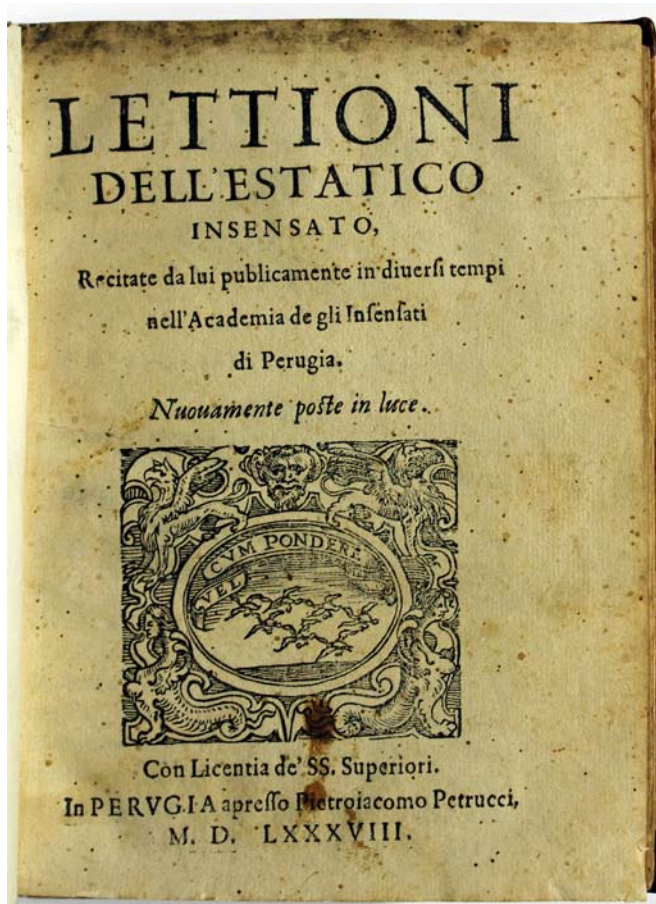 LETTIONI
DELL'ESTATICO
INSENSATO,
Recitate da lui publicamente in diuerſi tempi
nell'Academia de gli Inſenſati
di Perugia.
Nuouamente poſte in luce.
VEL CVM PONDERE
Con Licentia de' SS. Superiori.
In PERVGIA apreſſo Pietroiacomo Petrucci,
M. D. LXXXVIII.